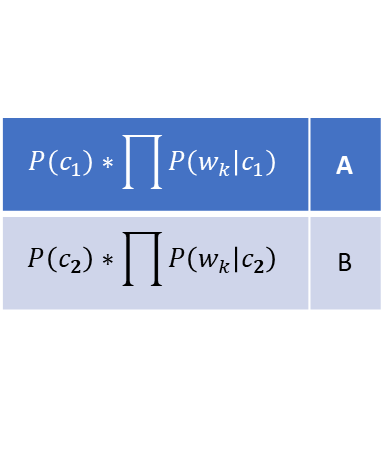 P(c₁) ∗ ∏ P(wₖ|c₁) A
P(c₂) ∗ ∏ P(wₖ|c₂) B